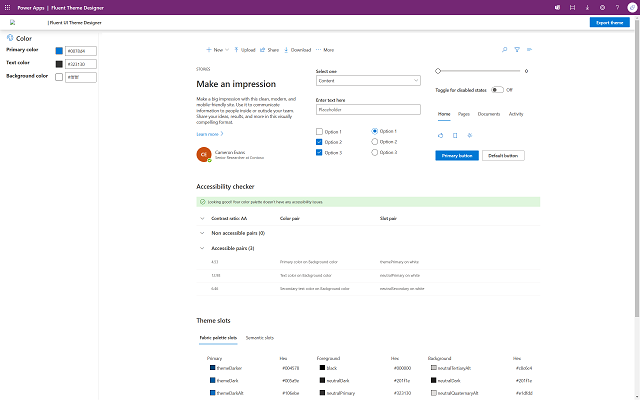 Power Apps | Fluent Theme Designer
| Fluent UI Theme Designer
Export theme
Color
Primary color #0078d4
Text color #323130
Background color #ffffff
New Upload Share Download More
STORIES
Make an impression
Make a big impression with this clean, modern, and
mobile-friendly site. Use it to communicate
information to people inside or outside your team.
Share your ideas, results, and more in this visually
compelling format.
Learn more
CE
Cameron Evans
Senior Researcher at Contoso
Select one
Content
Enter text here
Placeholder
Option 1 Option 1
Option 2 Option 2
Option 3 Option 3
0
Toggle for disabled states Off
Home Pages Documents Activity
Primary button Default button
Accessibility checker
Looking good! Your color palette doesn't have any accessibility issues.
Contrast ratio: AA Color pair Slot pair
Non accessible pairs (0)
Accessible pairs (3)
4.53 Primary color on Background color themePrimary on white
Text color on Background color neutralPrimary on white
Secondary text color on Background color neutralSecondary on white
Theme slots
Fabric palette slots Semantic slots
Primary Hex Foreground Hex Background Hex
themeDarker #004578 black #000000 neutralTertiaryAlt #c8c6c4
themeDark #005a9e neutralDark #201f1e neutralDark #201f1e
themeDarkAlt #106ebe neutralPrimary #323130 neutralQuaternaryAlt #e1dfdd